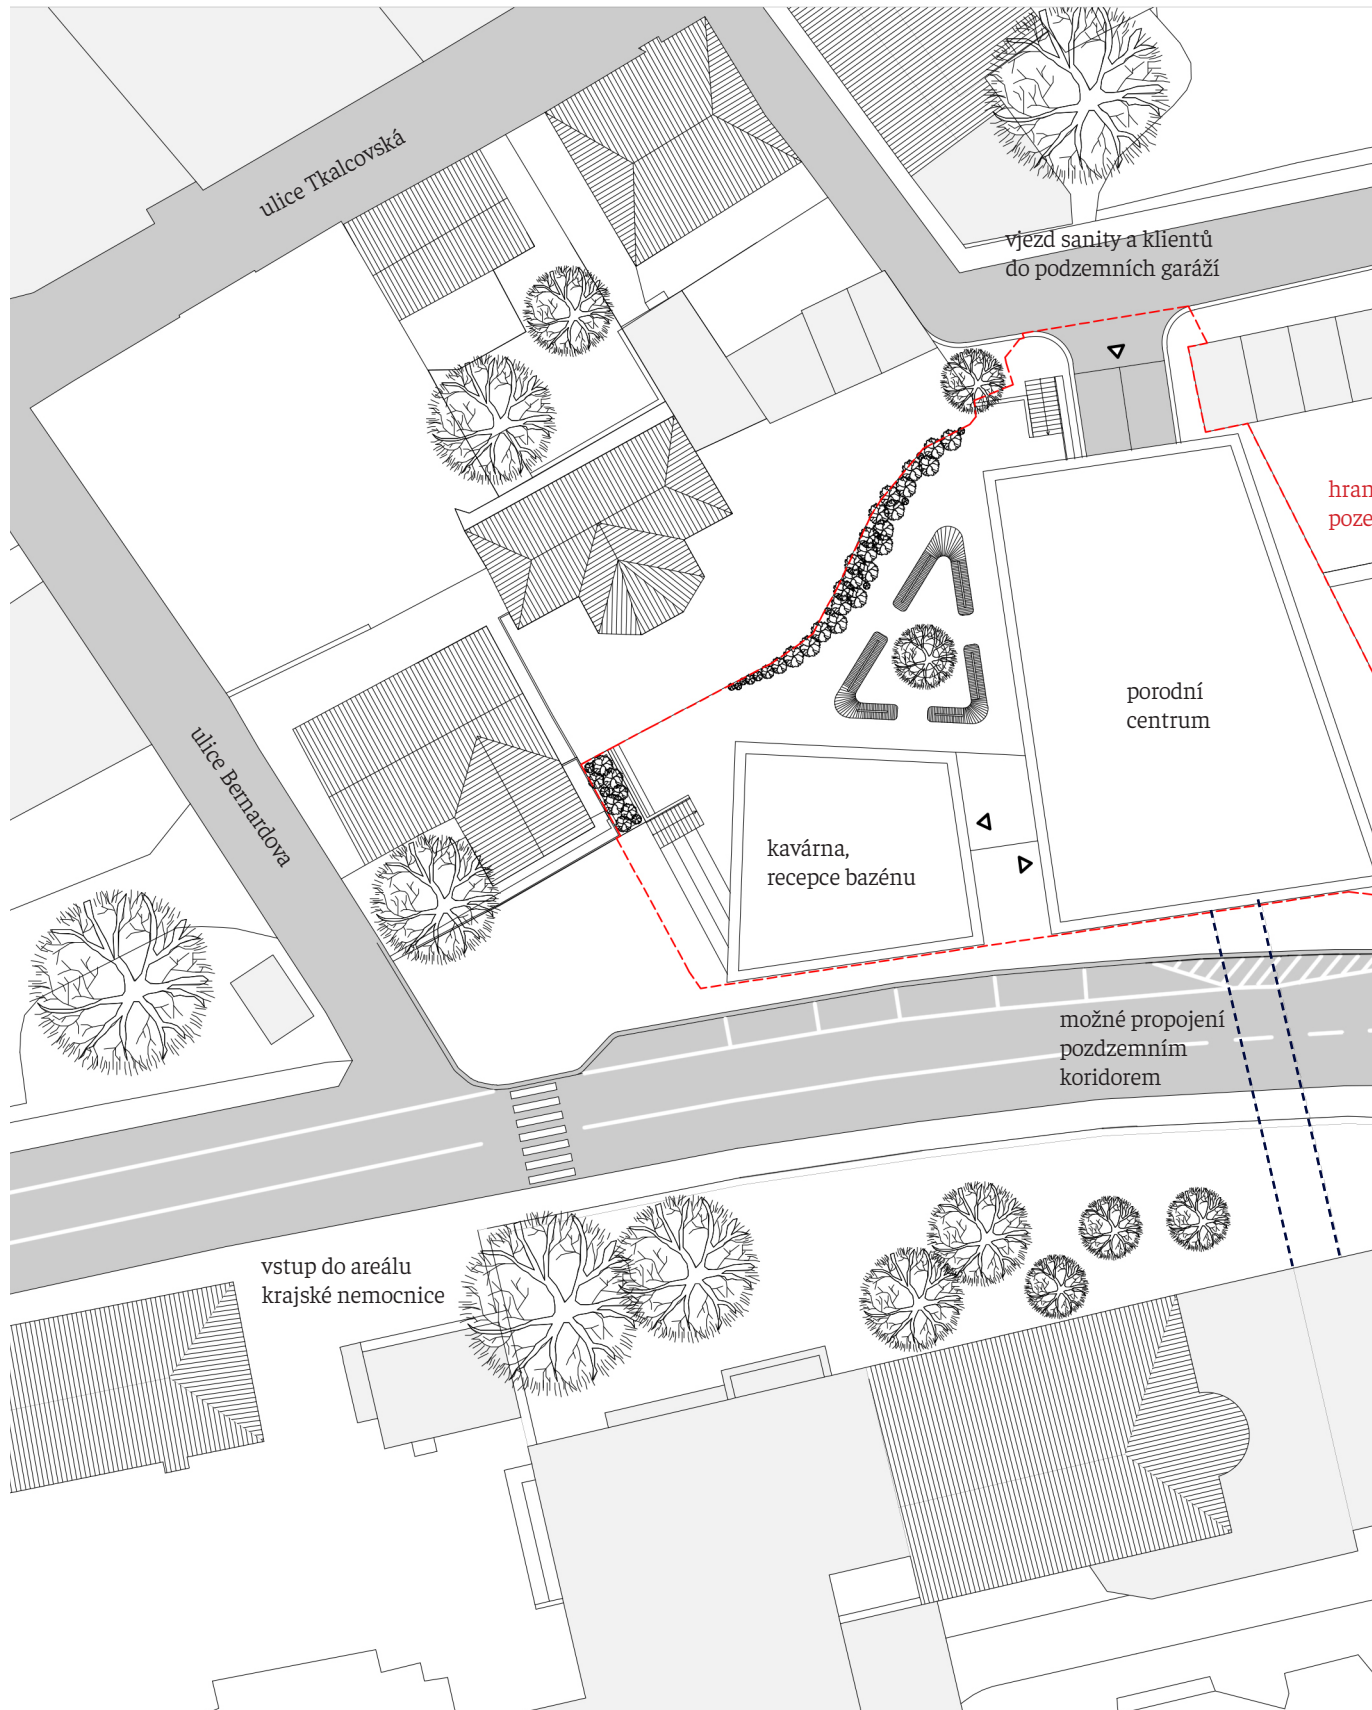 ulice Tkalcovská
vjezd sanity a klientů
do podzemních garáží
hran
poze
porodní
centrum
ulice Bernardova
kavárna,
recepce bazénu
možné propojení
pozdzemním
koridorem
vstup do areálu
krajské nemocnice